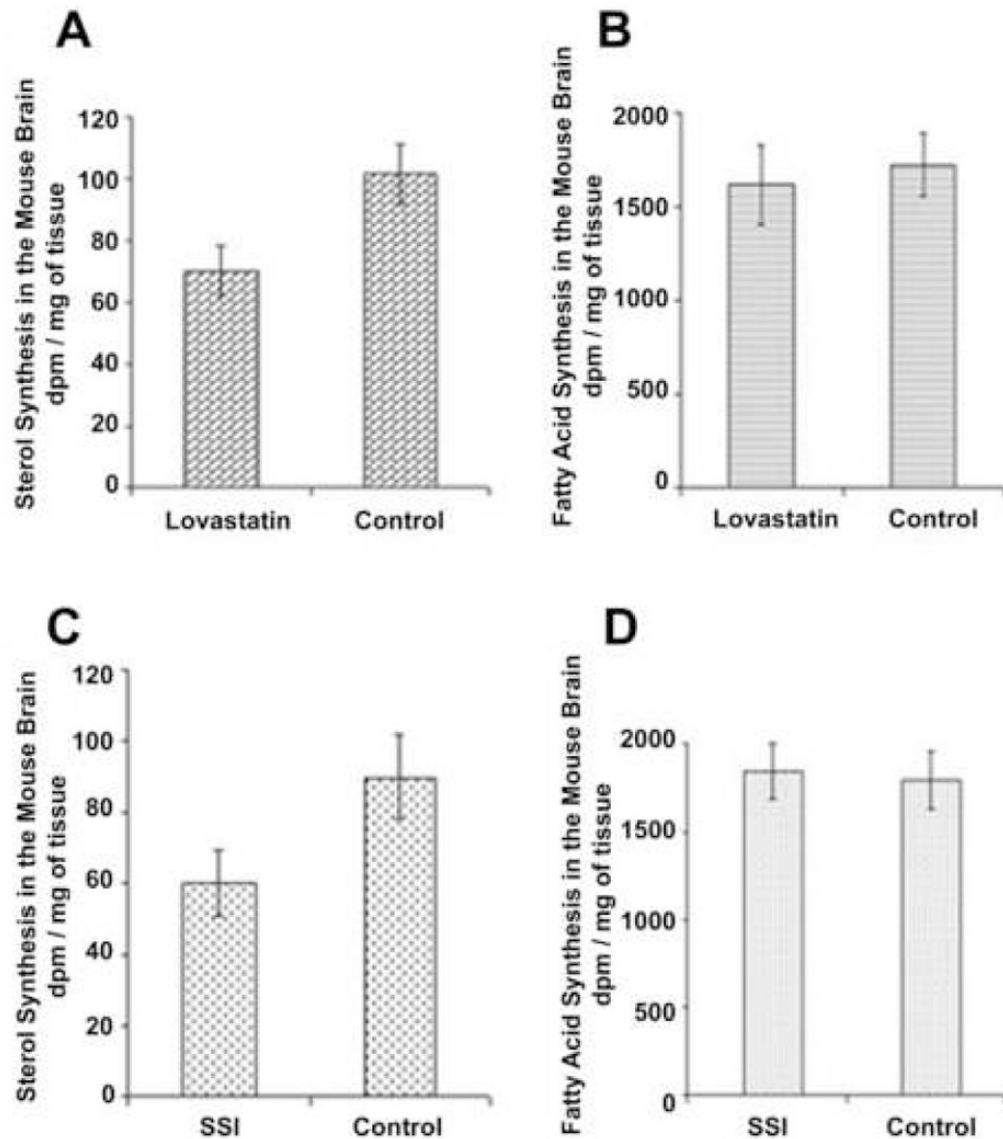 A
Sterol Synthesis in the Mouse Brain
dpm / mg of tissue
120
100
80
60
40
20
0
Lovastatin
Control
B
Fatty Acid Synthesis in the Mouse Brain
dpm / mg of tissue
2000
1500
1000
500
0
Lovastatin
Control
C
Sterol Synthesis in the Mouse Brain
dpm / mg of tissue
120
100
80
60
40
20
0
SSI
Control
D
Fatty Acid Synthesis in the Mouse Brain
dpm / mg of tissue
2000
1500
1000
500
0
SSI
Control